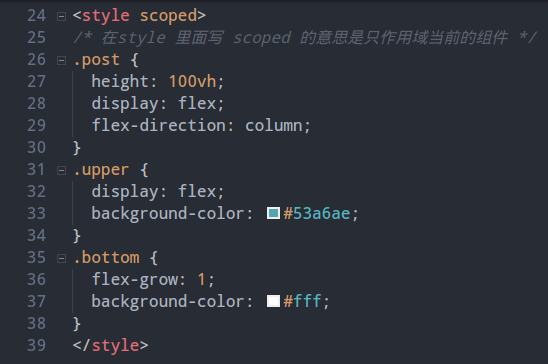 24 <style scoped>
25 /* 在style 里面写 scoped 的意思是只作用域当前的组件 */
26 .post {
27 height: 100vh;
28 display: flex;
29 flex-direction: column;
30 }
31 .upper {
32 display: flex;
33 background-color: #53a6ae;
34 }
35 .bottom {
36 flex-grow: 1;
37 background-color: #fff;
38 }
39 </style>